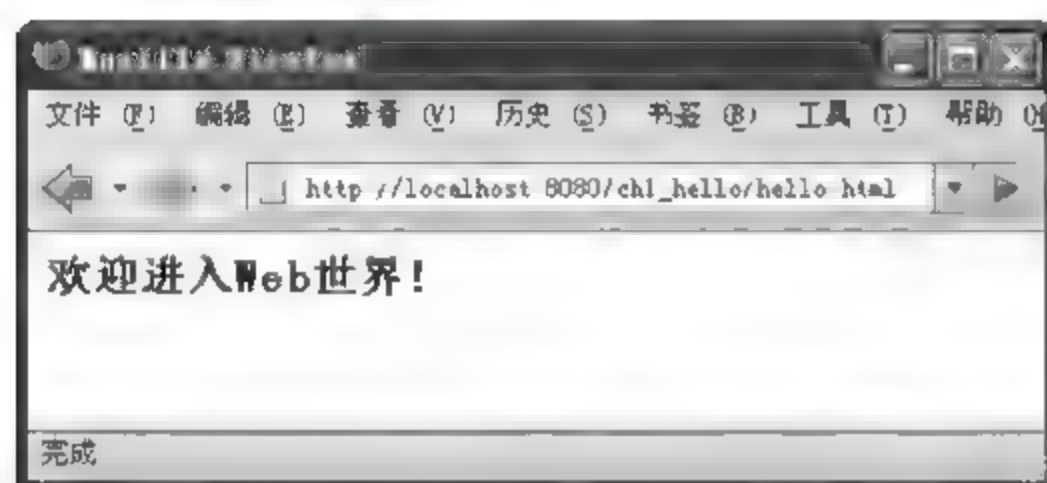 文件 (F) 编辑 (E) 查看 (V) 历史 (S) 书签 (B) 工具 (T) 帮助 (H
http://localhost:8080/ch1_hello/hello.html
欢迎进入Web世界!
完成